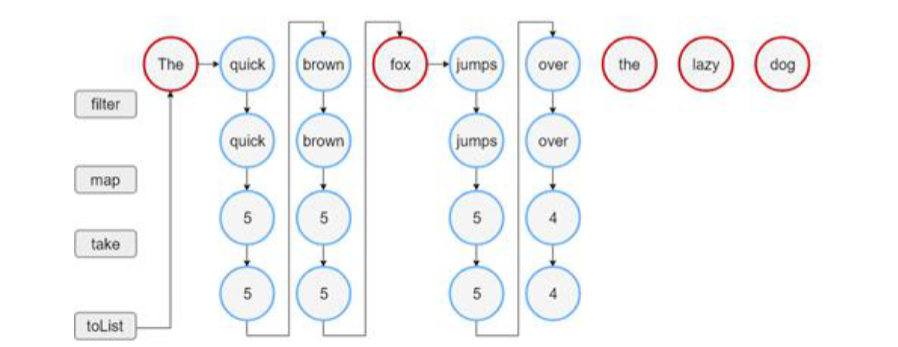 The quick brown fox jumps over the lazy dog
filter
quick brown jumps over
map
5 5 5 4
take
5 5 5 4
toList